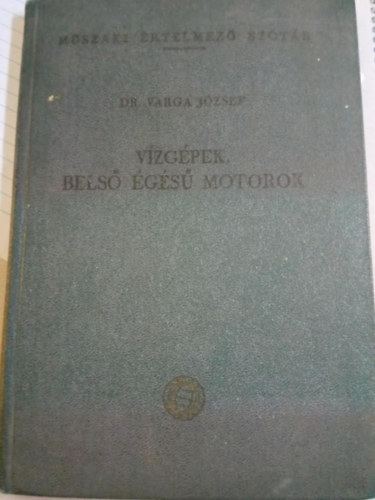 MŰSZAKI ÉRTELMEZŐ SZÓTÁR
DR. VARGA JÓZSEF
VÍZGÉPEK,
BELSŐ ÉGÉSŰ MOTOROK